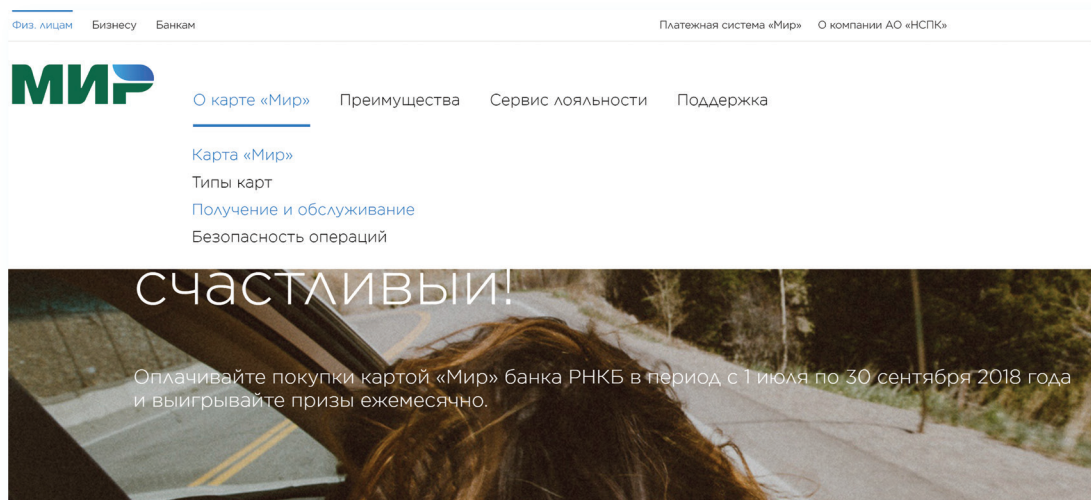 Физ. лицам Бизнесу Банкам Платежная система «Мир» О компании АО «НСПК»
МИР
О карте «Мир» Преимущества Сервис лояльности Поддержка
Карта «Мир»
Типы карт
Получение и обслуживание
Безопасность операций
счастливый!
Оплачивайте покупки картой «Мир» банка РНКБ в период с 1 июля по 30 сентября 2018 года
и выигрывайте призы ежемесячно.